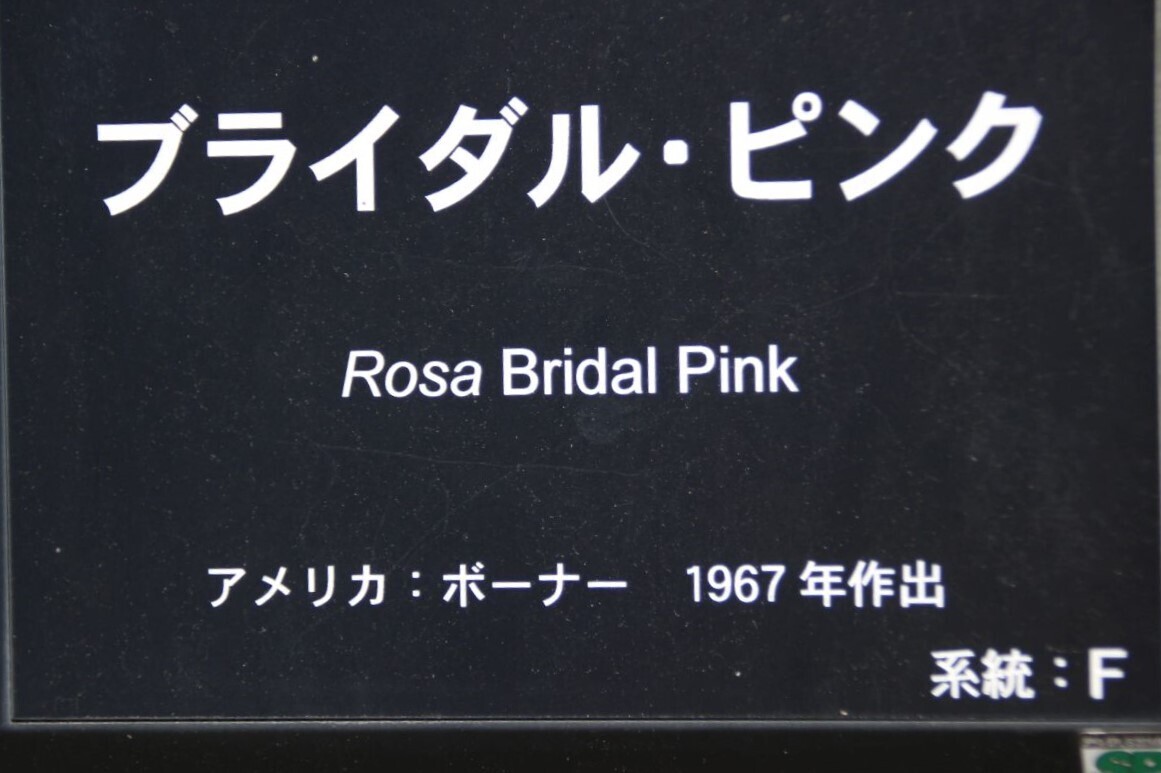 ブライダル・ピンク
Rosa Bridal Pink
アメリカ：ボーナー　1967 年作出
系統：F